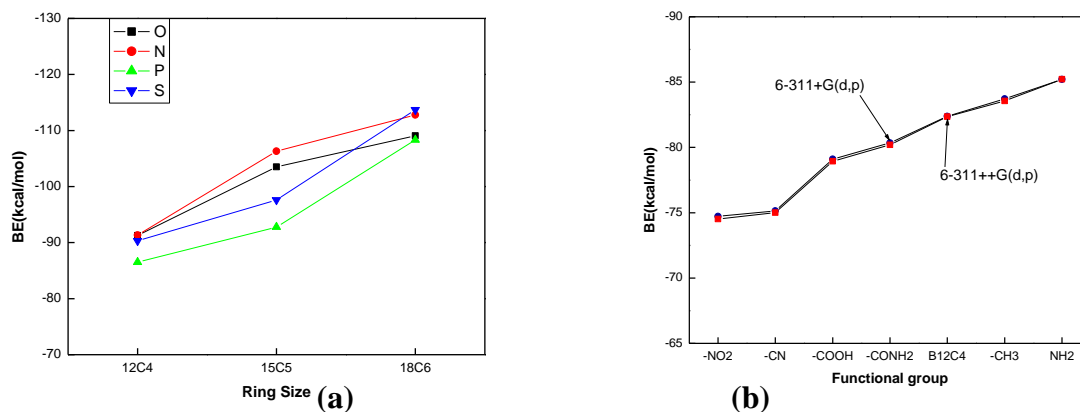 -130
-120
-110
-100
-90
-80
-70
BE(kcal/mol)
O
N
P
S
12C4
15C5
18C6
Ring Size
(a)
-90
-85
-80
-75
-70
-65
BE(kcal/mol)
6-311+G(d,p)
6-311++G(d,p)
-NO2
-CN
-COOH
-CONH2
B12C4
-CH3
NH2
Functional group
(b)